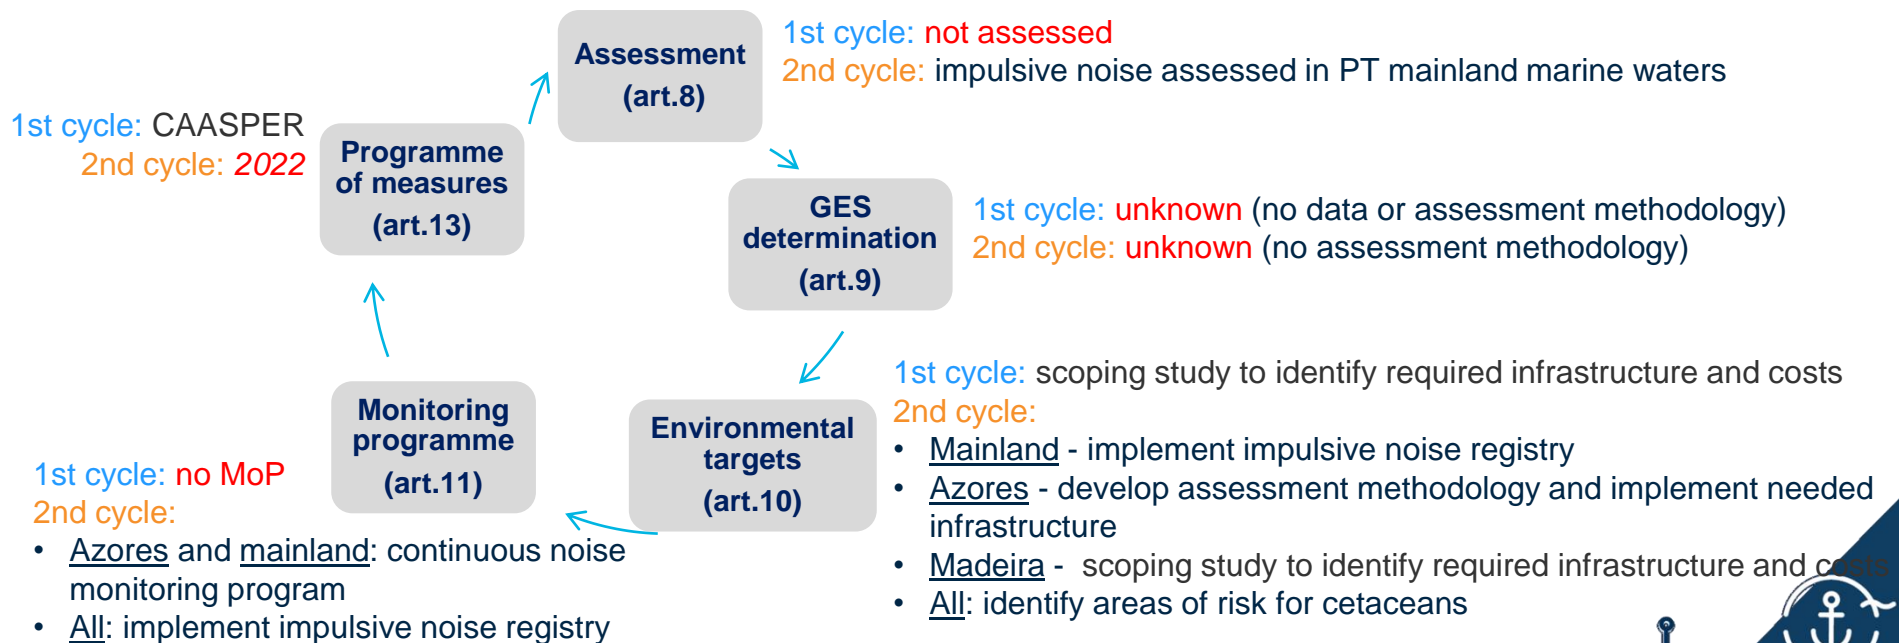 Assessment
(art.8)
1st cycle: not assessed
2nd cycle: impulsive noise assessed in PT mainland marine waters
GES
determination
(art.9)
1st cycle: unknown (no data or assessment methodology)
2nd cycle: unknown (no assessment methodology)
Environmental
targets
(art.10)
1st cycle: scoping study to identify required infrastructure and costs
2nd cycle:
• Mainland - implement impulsive noise registry
• Azores - develop assessment methodology and implement needed
infrastructure
• Madeira - scoping study to identify required infrastructure and costs
• All: identify areas of risk for cetaceans
Monitoring
programme
(art.11)
1st cycle: no MoP
2nd cycle:
• Azores and mainland: continuous noise
monitoring program
• All: implement impulsive noise registry
Programme
of measures
(art.13)
1st cycle: CAASPER
2nd cycle: 2022